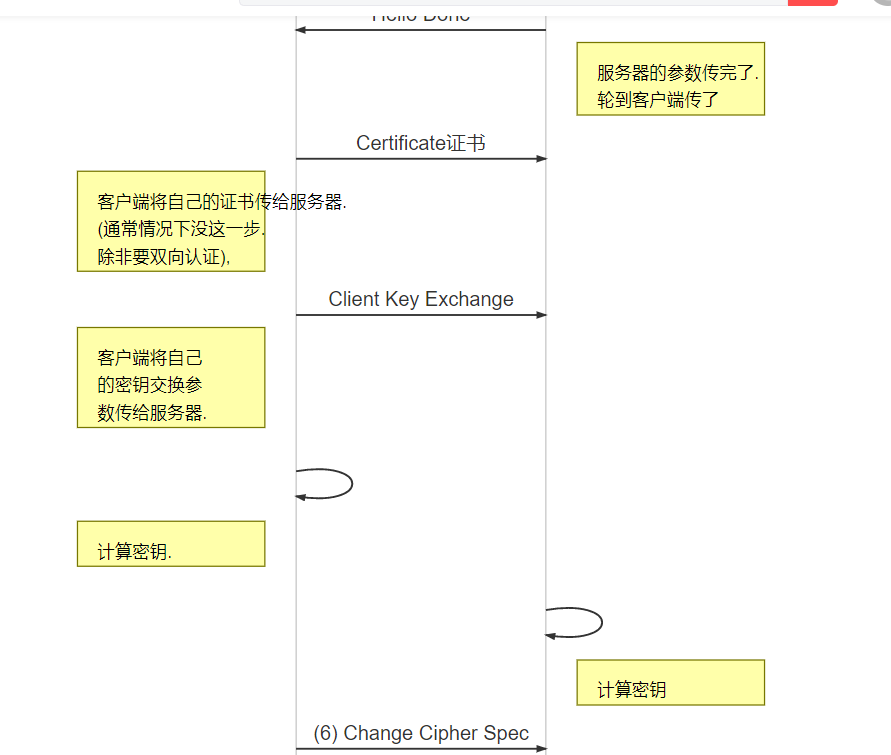 Hello Done
服务器的参数传完了.
轮到客户端传了
Certificate证书
客户端将自己的证书传给服务器.
(通常情况下没这一步.
除非要双向认证),
Client Key Exchange
客户端将自己
的密钥交换参
数传给服务器.
计算密钥.
计算密钥
(6) Change Cipher Spec